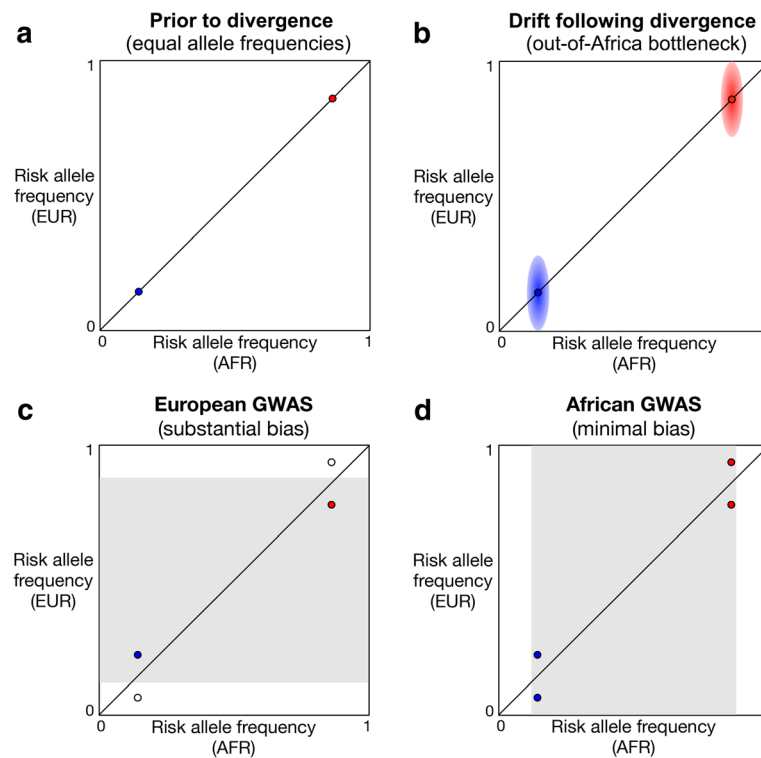 a
Prior to divergence
(equal allele frequencies)
1
Risk allele
frequency
(EUR)
0
0
Risk allele frequency
(AFR)
1
b
Drift following divergence
(out-of-Africa bottleneck)
1
Risk allele
frequency
(EUR)
0
0
Risk allele frequency
(AFR)
c
European GWAS
(substantial bias)
1
Risk allele
frequency
(EUR)
0
0
Risk allele frequency
(AFR)
1
d
African GWAS
(minimal bias)
1
Risk allele
frequency
(EUR)
0
0
Risk allele frequency
(AFR)